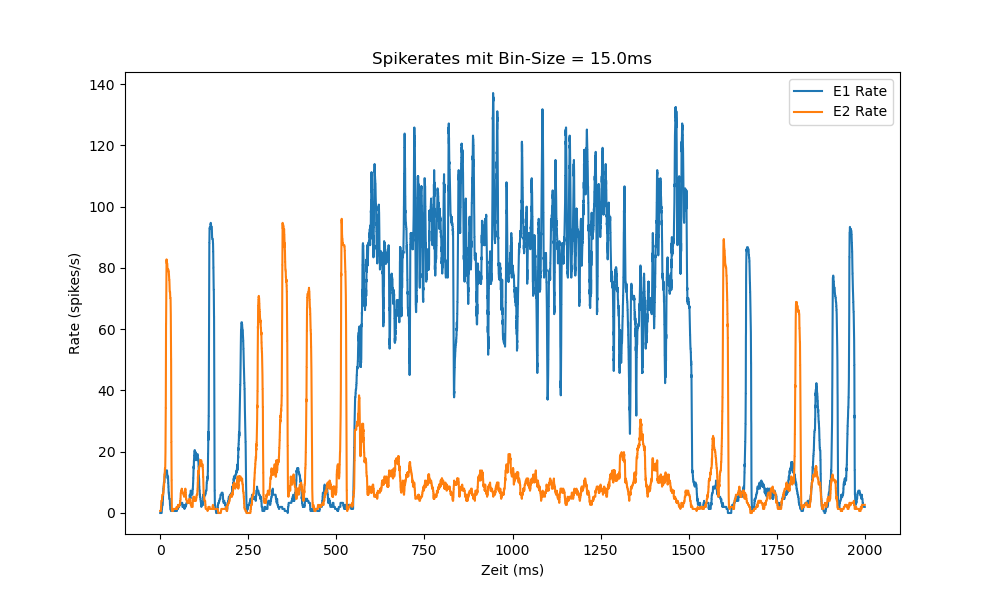 Spikerates mit Bin-Size = 15.0ms
E1 Rate
E2 Rate
140
120
100
80
60
40
20
0
Rate (spikes/s)
0 250 500 750 1000 1250 1500 1750 2000
Zeit (ms)